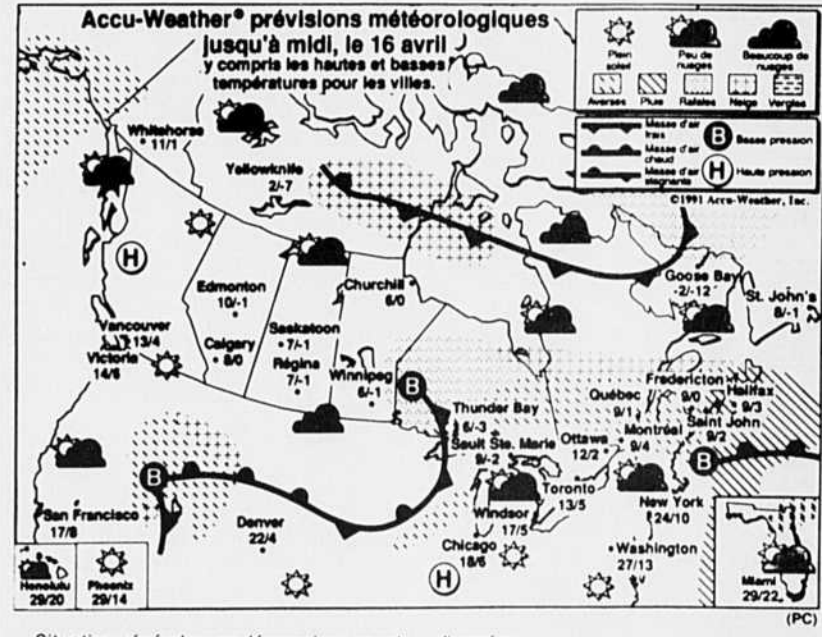 Accu-Weather® prévisions météorologiques
jusqu'à midi, le 16 avril
y compris les hautes et basses
températures pour les villes.
Plein
soleil
Peu de
nuages
Beaucoup de
nuages
Averses
Pluie
Rafales
Neige
Verglas
Masse d'air
frais
Masse d'air
chaud
Masse d'air
stagnante
B
Basse pression
H
Haute pression
©1991 Accu-Weather, Inc.
Whitehorse
11/1
Yellowknife
2/-7
H
Edmonton
10/-1
Churchill
6/0
Goose Bay
-2/-12
St. John's
8/-1
Vancouver
13/4
Victoria
14/6
Calgary
8/0
Saskatoon
7/-1
Régina
7/-1
Winnipeg
6/-1
B
Thunder Bay
6/-3
Sault Ste. Marie
9/-2
Ottawa
12/2
Québec
9/1
Montréal
9/4
Fredericton
9/0
Halifax
9/3
Saint John
9/2
B
B
San Francisco
17/8
Denver
22/4
Windsor
17/5
Toronto
13/5
Chicago
18/6
New York
24/10
Washington
27/13
H
Honolulu
29/20
Phoenix
29/14
Miami
29/22
(PC)